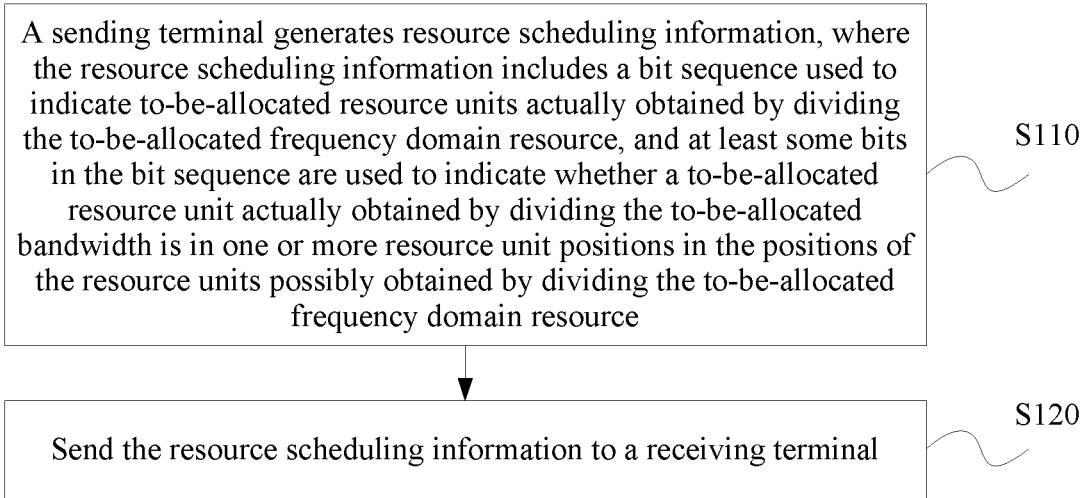 A sending terminal generates resource scheduling information, where
the resource scheduling information includes a bit sequence used to
indicate to-be-allocated resource units actually obtained by dividing
the to-be-allocated frequency domain resource, and at least some bits
in the bit sequence are used to indicate whether a to-be-allocated
resource unit actually obtained by dividing the to-be-allocated
bandwidth is in one or more resource unit positions in the positions of
the resource units possibly obtained by dividing the to-be-allocated
frequency domain resource
S110
Send the resource scheduling information to a receiving terminal
S120